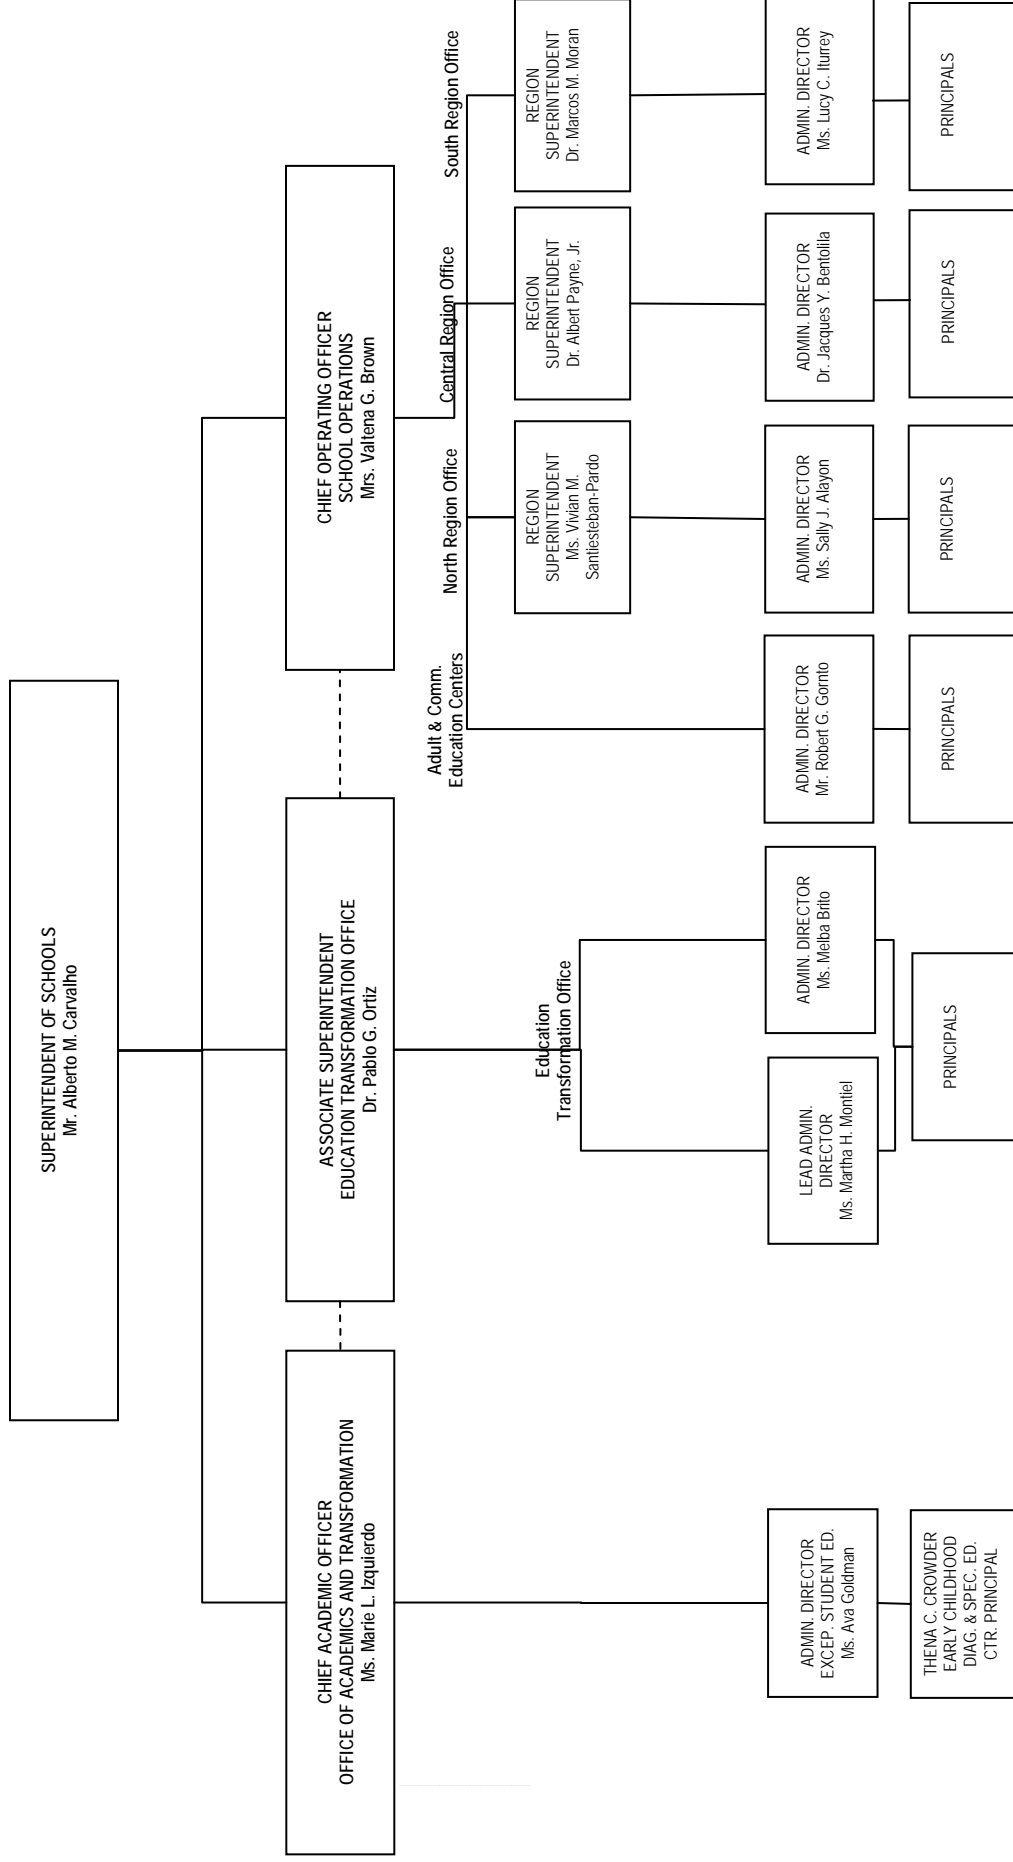 SUPERINTENDENT OF SCHOOLS
Mr. Alberto M. Carvalho
CHIEF ACADEMIC OFFICER
OFFICE OF ACADEMICS AND TRANSFORMATION
Ms. Marie L. Izquierdo
ASSOCIATE SUPERINTENDENT
EDUCATION TRANSFORMATION OFFICE
Dr. Pablo G. Ortiz
CHIEF OPERATING OFFICER
SCHOOL OPERATIONS
Mrs. Valtena G. Brown
Adult & Comm.
Education Centers
North Region Office
Central Region Office
South Region Office
REGION
SUPERINTENDENT
Ms. Vivian M.
Santiesteban-Pardo
REGION
SUPERINTENDENT
Dr. Albert Payne, Jr.
REGION
SUPERINTENDENT
Dr. Marcos M. Moran
Education
Transformation Office
ADMIN. DIRECTOR
EXCEP. STUDENT ED.
Ms. Ava Goldman
LEAD ADMIN.
DIRECTOR
Ms. Martha H. Montiel
ADMIN. DIRECTOR
Ms. Melba Brito
ADMIN. DIRECTOR
Mr. Robert G. Gornto
ADMIN. DIRECTOR
Ms. Sally J. Alayon
ADMIN. DIRECTOR
Dr. Jacques Y. Bentolila
ADMIN. DIRECTOR
Ms. Lucy C. Iturrey
THENA C. CROWDER
EARLY CHILDHOOD
DIAG. & SPEC. ED.
CTR. PRINCIPAL
PRINCIPALS
PRINCIPALS
PRINCIPALS
PRINCIPALS
PRINCIPALS